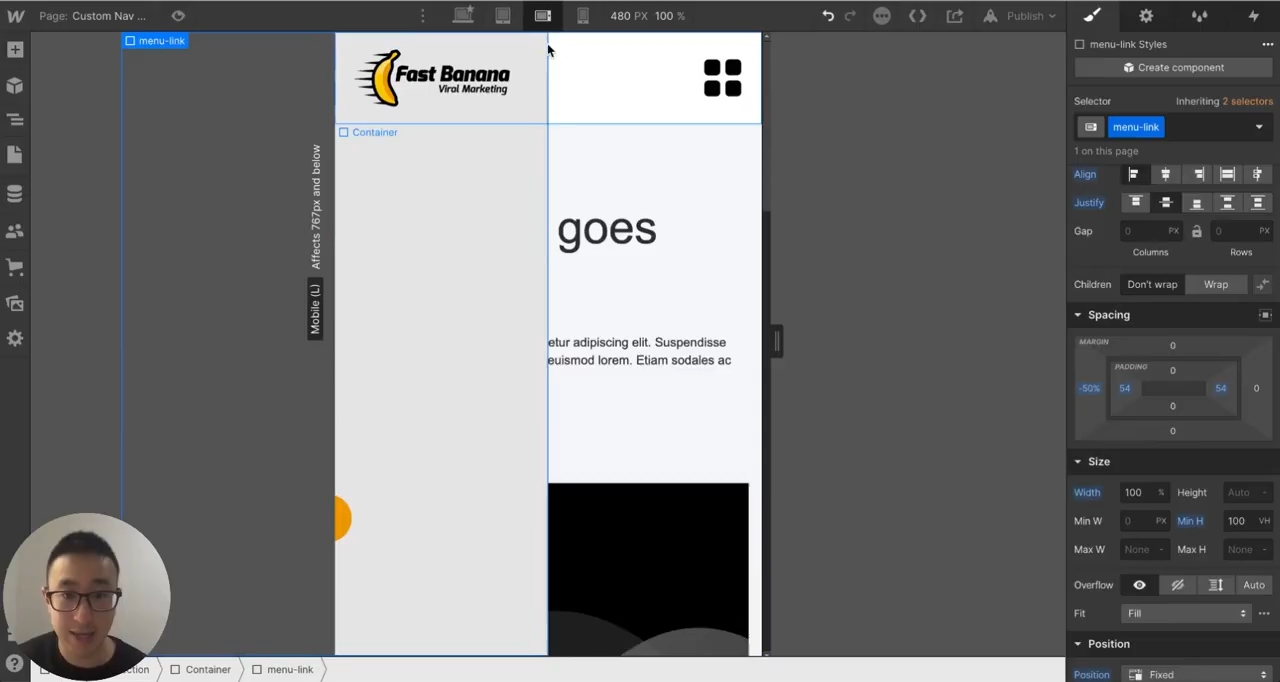 W Page: Custom Nav ...
480 PX 100 %
Publish
menu-link
Fast Banana
Viral Marketing
Container
Affects 767px and below
Mobile (L)
goes
etur adipiscing elit. Suspendisse
euismod lorem. Etiam sodales ac
menu-link Styles
Create component
Selector
Inheriting 2 selectors
menu-link
1 on this page
Align
Justify
Gap
0 PX
0 PX
Columns
Rows
Children
Don't wrap
Wrap
Spacing
MARGIN
0
PADDING
0
-50%
54
54
0
0
0
Size
Width
100 %
Height
Auto -
Min W
0 PX
Min H
100 VH
Max W
None -
Max H
None -
Overflow
Auto
Fit
Fill
Position
Position
Fixed
Container
menu-link